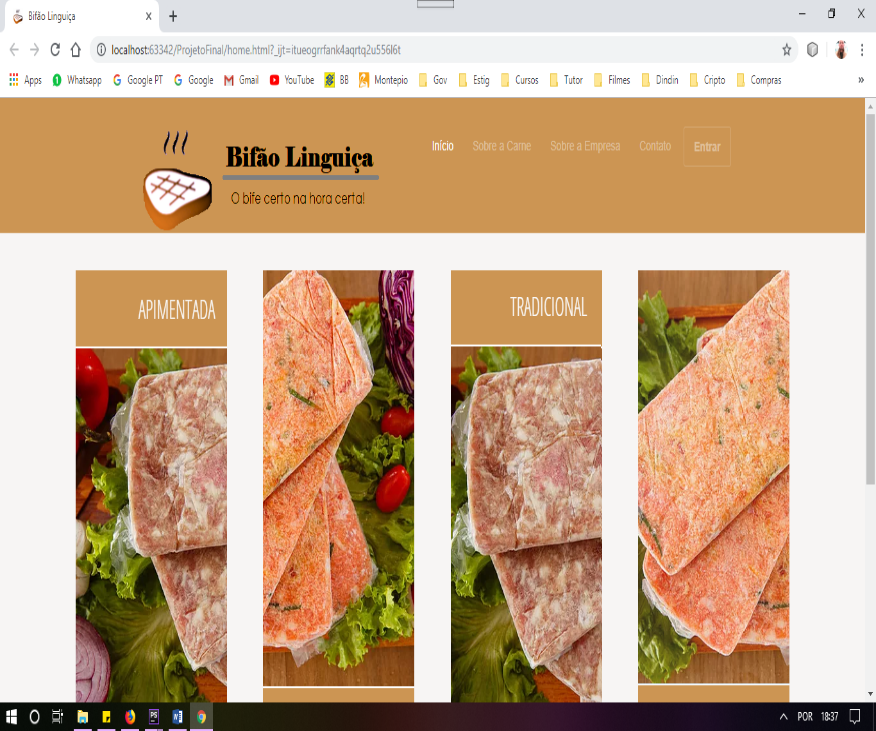 Bifão Linguiça
localhost:63342/ProjetoFinal/home.html?_ijt=itueogrrfank4aqrtq2u556l6t
Apps Whatsapp Google PT Google Gmail YouTube BB Montepio Gov Estig Cursos Tutor Filmes Dindin Cripto Compras »
Bifão Linguiça
O bife certo na hora certa!
Início Sobre a Carne Sobre a Empresa Contato Entrar
APIMENTADA
TRADICIONAL
POR 18:37